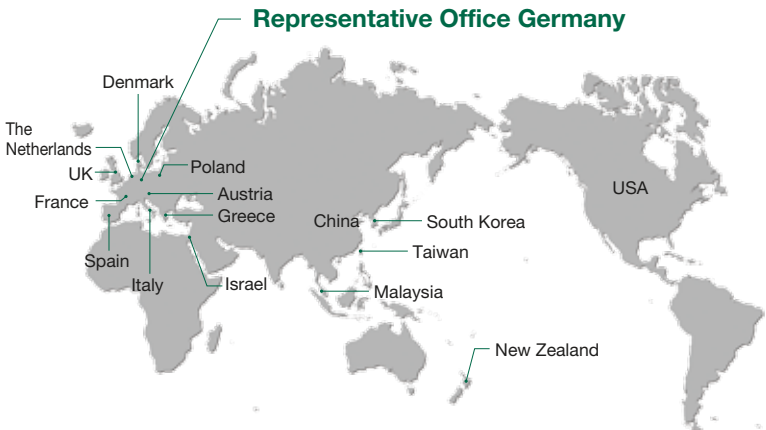 Representative Office Germany
Denmark
The
Netherlands
UK
Poland
France
Austria
Greece
USA
China
South Korea
Taiwan
Spain
Italy
Israel
Malaysia
New Zealand